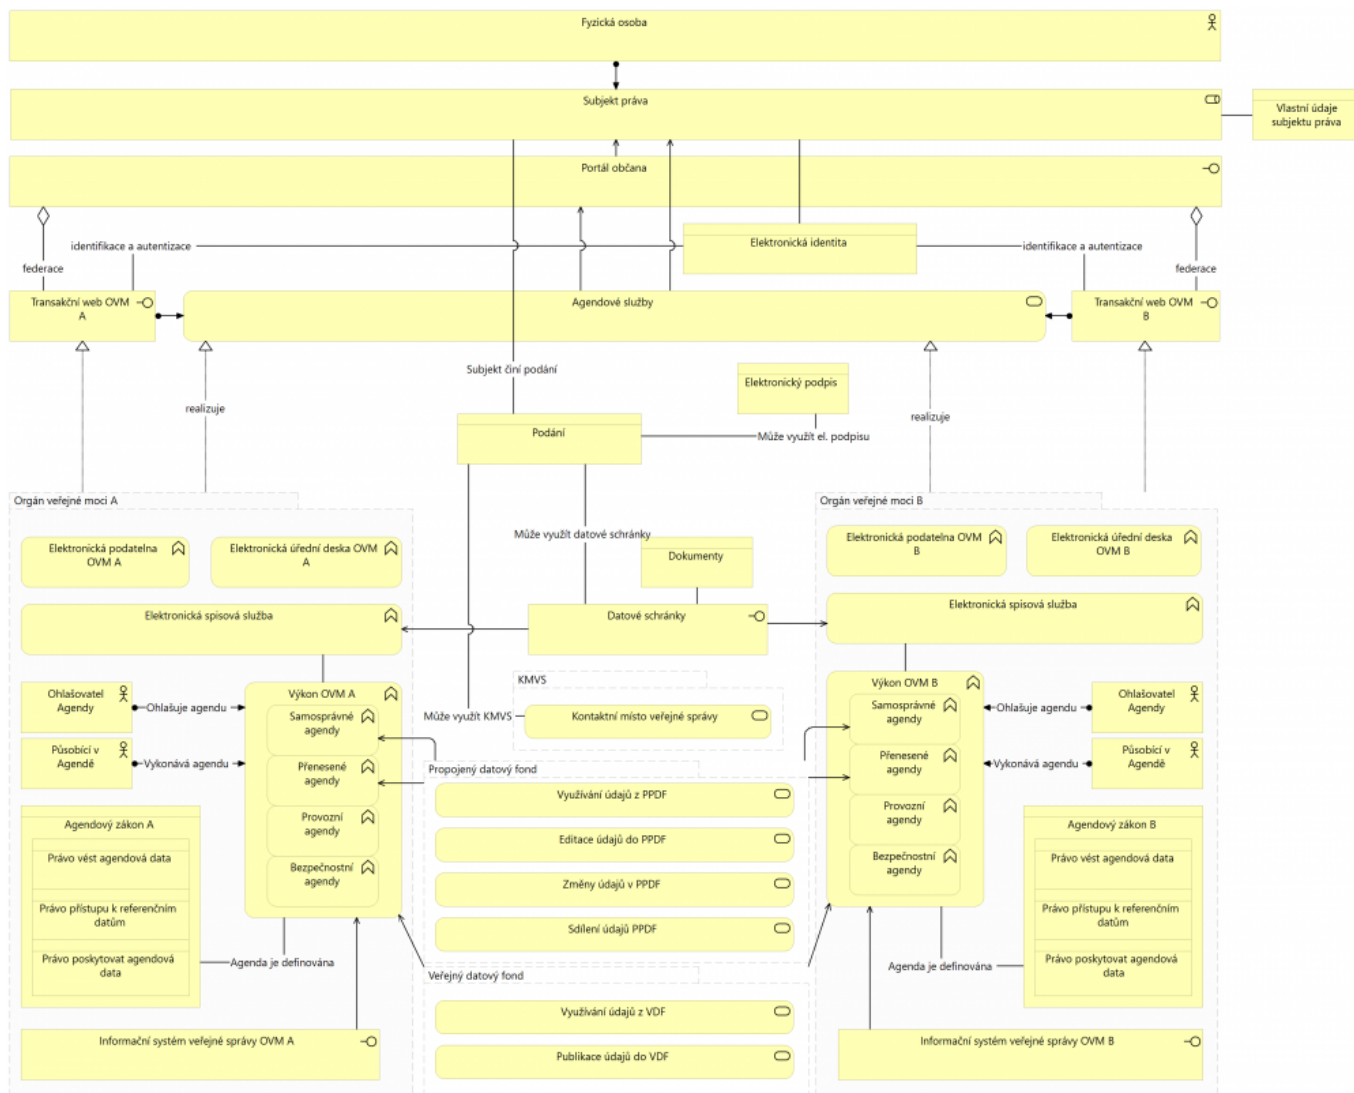 Fyzická osoba
Subjekt práva
Vlastní údaje
subjektu práva
Portál občana
Elektronická identita
identifikace a autentizace
identifikace a autentizace
federace
federace
Transakční web OVM
A
Agendové služby
Transakční web OVM
B
Subjekt činí podání
Elektronický podpis
realizuje
realizuje
Podání
Může využít el. podpisu
Orgán veřejné moci A
Orgán veřejné moci B
Může využít datové schránky
Elektronická podatelna
OVM A
Elektronická úřední deska OVM
A
Dokumenty
Elektronická podatelna OVM
B
Elektronická úřední deska
OVM B
Elektronická spisová služba
Datové schránky
Elektronická spisová služba
KMVS
Ohlašovatel
Agendy
Ohlašuje agendu
Výkon OVM A
Samosprávné
agendy
Může využít KMVS
Kontaktní místo veřejné správy
Výkon OVM B
Samosprávné
agendy
Ohlašuje agendu
Ohlašovatel
Agendy
Působící v
Agendě
Vykonává agendu
Přenesené
agendy
Propojený datový fond
Přenesené
agendy
Vykonává agendu
Působící v
Agendě
Využívání údajů z PPDF
Agendový zákon A
Provozní
agendy
Editace údajů do PPDF
Provozní
agendy
Agendový zákon B
Právo vést agendová data
Bezpečnostní
agendy
Změny údajů v PPDF
Bezpečnostní
agendy
Právo vést agendová data
Právo přístupu k referenčním
datům
Sdílení údajů PPDF
Právo přístupu k referenčním
datům
Právo poskytovat agendová
data
Agenda je definována
Veřejný datový fond
Agenda je definována
Právo poskytovat agendová
data
Využívání údajů z VDF
Informační systém veřejné správy OVM A
Publikace údajů do VDF
Informační systém veřejné správy OVM B